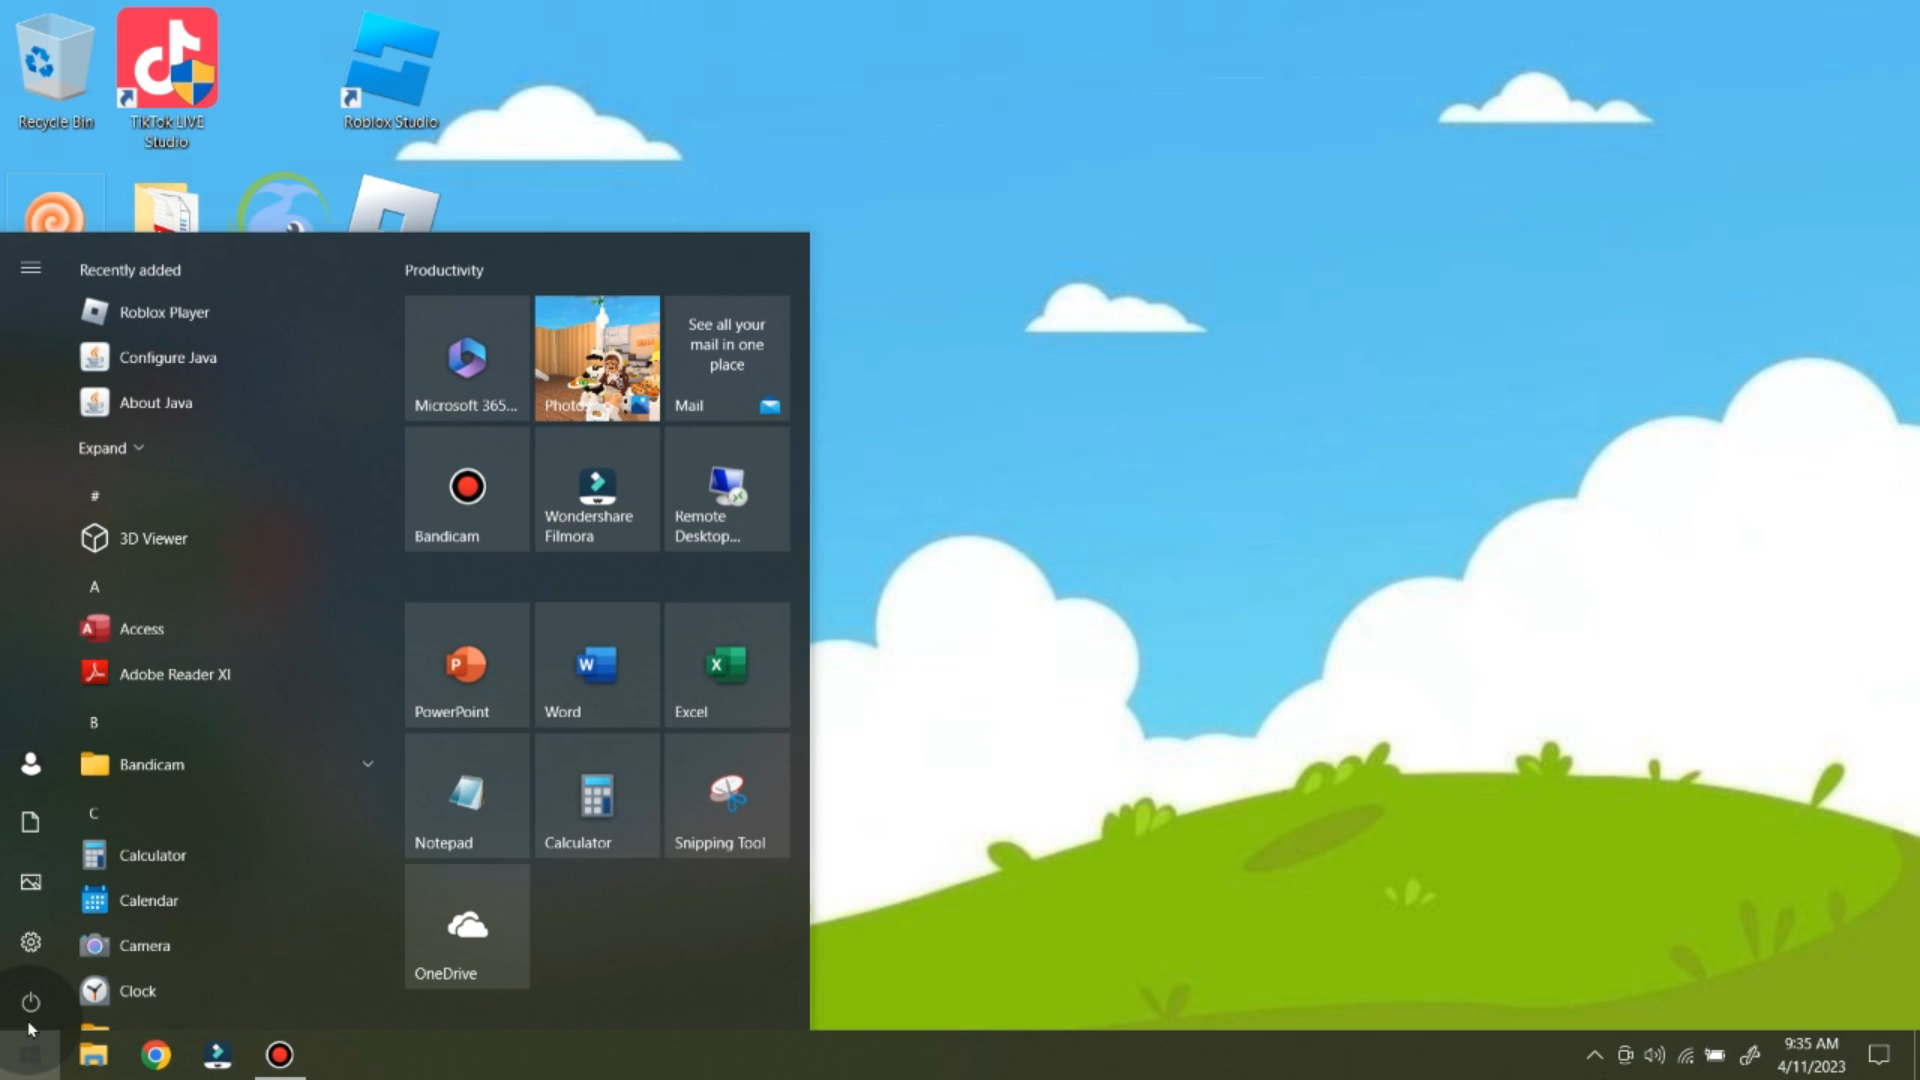 Recycle Bin
TikTok LIVE
Studio
Roblox Studio
Recently added
Roblox Player
Configure Java
About Java
Expand
#
3D Viewer
A
Access
Adobe Reader XI
B
Bandicam
C
Calculator
Calendar
Camera
Clock
Productivity
Microsoft 365...
Photos
See all your
mail in one
place
Mail
Bandicam
Wondershare
Filmora
Remote
Desktop...
PowerPoint
Word
Excel
Notepad
Calculator
Snipping Tool
OneDrive
9:35 AM
4/11/2023